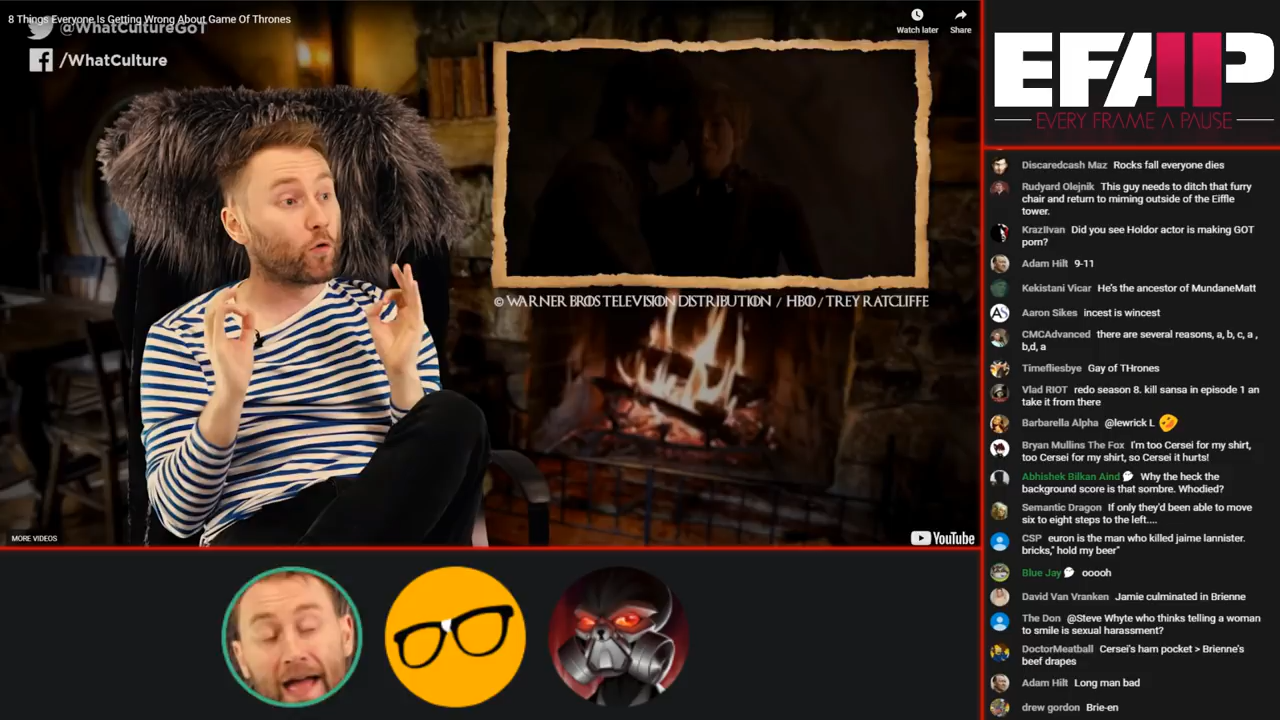 8 Things Everyone Is Getting Wrong About Game Of Thrones
@WhatCultureGoT
/WhatCulture
Watch later
Share
© WARNER BROS TELEVISION DISTRIBUTION / HBO / TREY RATCLIFFE
MORE VIDEOS
YouTube
EFAP
EVERY FRAME A PAUSE
Discaredcash Maz Rocks fall everyone dies
Rudyard Olejnik This guy needs to ditch that furry
chair and return to miming outside of the Eiffle
tower.
KrazIIvan Did you see Holdor actor is making GOT
porn?
Adam Hilt 9-11
Kekistani Vicar He's the ancestor of MundaneMatt
AS
Aaron Sikes incest is wincest
CMCAdvanced there are several reasons, a, b, c, a ,
b,d, a
Timefliesbye Gay of THrones
Vlad RIOT redo season 8. kill sansa in episode 1 an
take it from there
Barbarella Alpha @lewrick L
Bryan Mullins The Fox I'm too Cersei for my shirt,
too Cersei for my shirt, so Cersei it hurts!
Abhishek Bilkan Aind Why the heck the
background score is that sombre. Whodied?
Semantic Dragon If only they'd been able to move
six to eight steps to the left....
CSP euron is the man who killed jaime lannister.
bricks," hold my beer"
Blue Jay ooooh
David Van Vranken Jamie culminated in Brienne
The Don @Steve Whyte who thinks telling a woman
to smile is sexual harassment?
DoctorMeatball Cersei's ham pocket > Brienne's
beef drapes
Adam Hilt Long man bad
drew gordon Brie-en